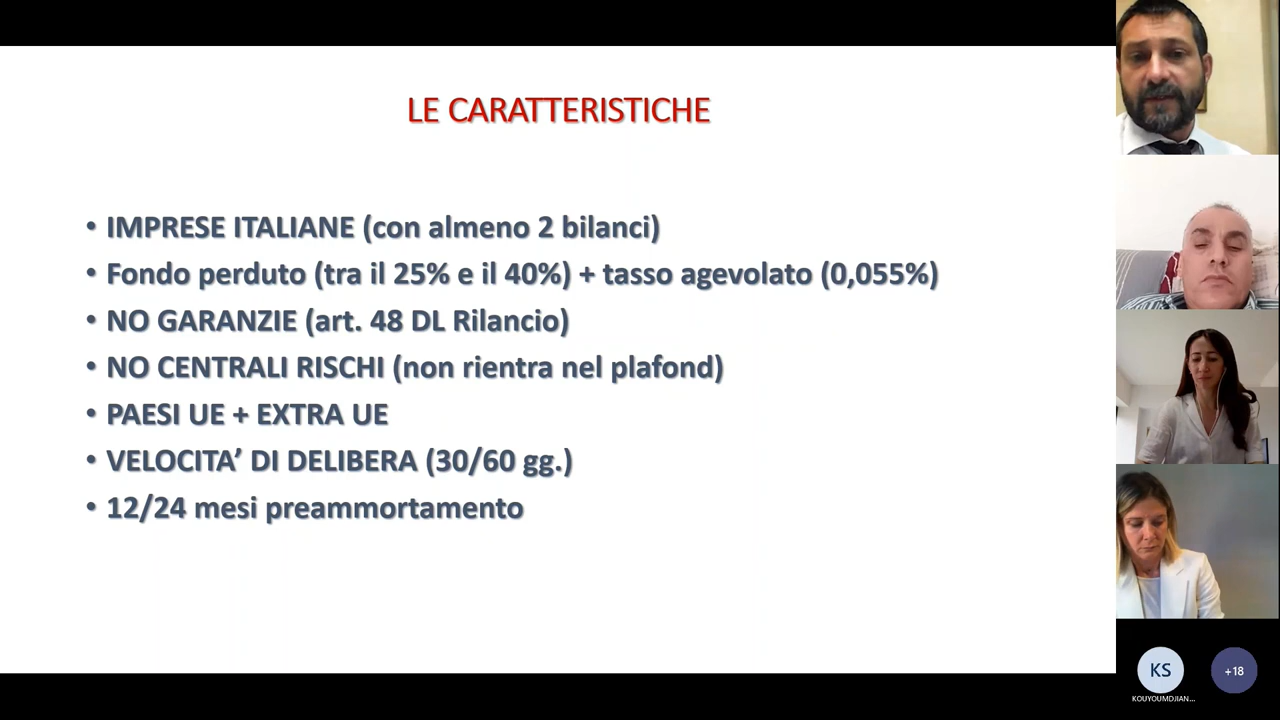 LE CARATTERISTICHE
• IMPRESE ITALIANE (con almeno 2 bilanci)
• Fondo perduto (tra il 25% e il 40%) + tasso agevolato (0,055%)
• NO GARANZIE (art. 48 DL Rilancio)
• NO CENTRALI RISCHI (non rientra nel plafond)
• PAESI UE + EXTRA UE
• VELOCITA’ DI DELIBERA (30/60 gg.)
• 12/24 mesi preammortamento
KS
+18
KOUYOUMDJIAN...